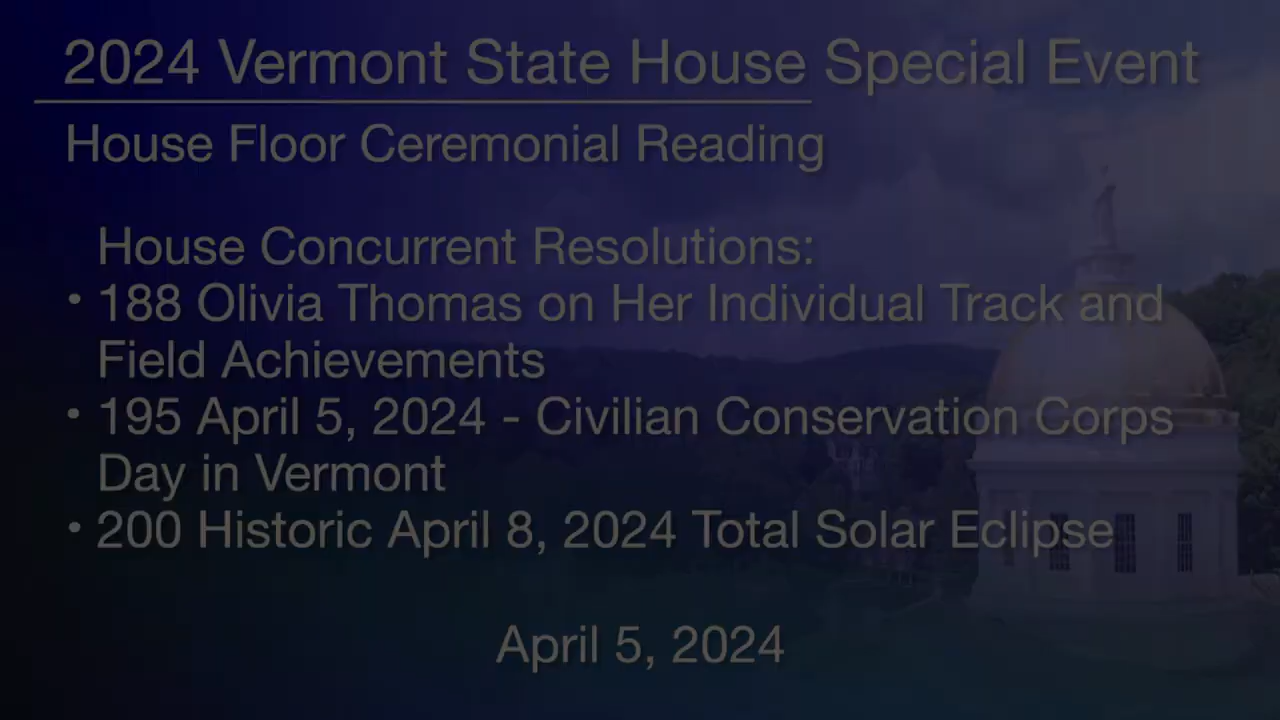 2024 Vermont State House Special Event
House Floor Ceremonial Reading
House Concurrent Resolutions:
• 188 Olivia Thomas on Her Individual Track and
Field Achievements
• 195 April 5, 2024 - Civilian Conservation Corps
Day in Vermont
• 200 Historic April 8, 2024 Total Solar Eclipse
April 5, 2024